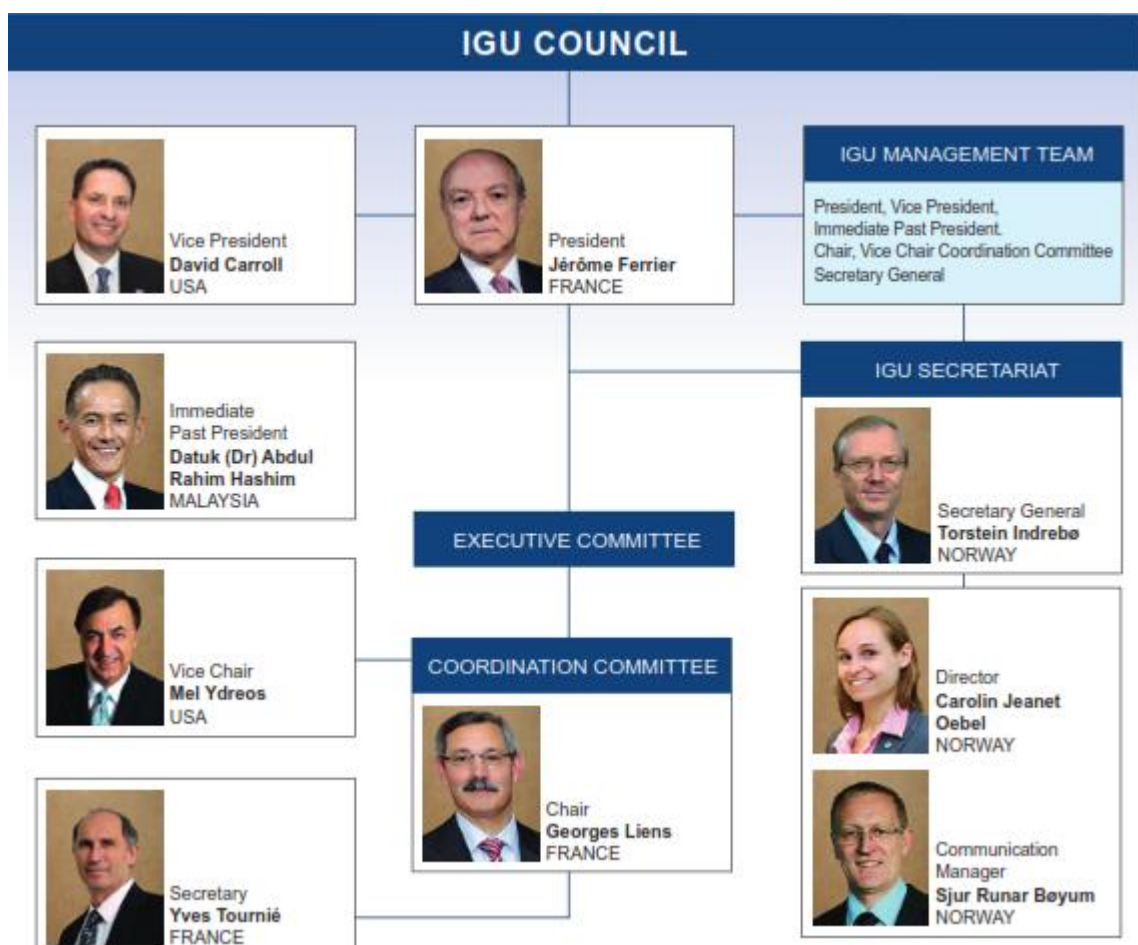 IGU COUNCIL
Vice President
David Carroll
USA
President
Jérôme Ferrier
FRANCE
IGU MANAGEMENT TEAM
President, Vice President,
Immediate Past President.
Chair, Vice Chair Coordination Committee
Secretary General
Immediate
Past President
Datuk (Dr) Abdul
Rahim Hashim
MALAYSIA
IGU SECRETARIAT
Secretary General
Torstein Indrebø
NORWAY
EXECUTIVE COMMITTEE
Vice Chair
Mel Ydreos
USA
COORDINATION COMMITTEE
Chair
Georges Liens
FRANCE
Director
Carolin Jeanet
Oebel
NORWAY
Communication
Manager
Sjur Runar Bøyum
NORWAY
Secretary
Yves Tournié
FRANCE